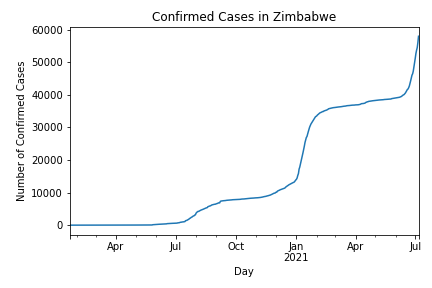 Confirmed Cases in Zimbabwe
60000
50000
40000
30000
20000
10000
0
Number of Confirmed Cases
Apr Jul Oct Jan Apr Jul
2021
Day